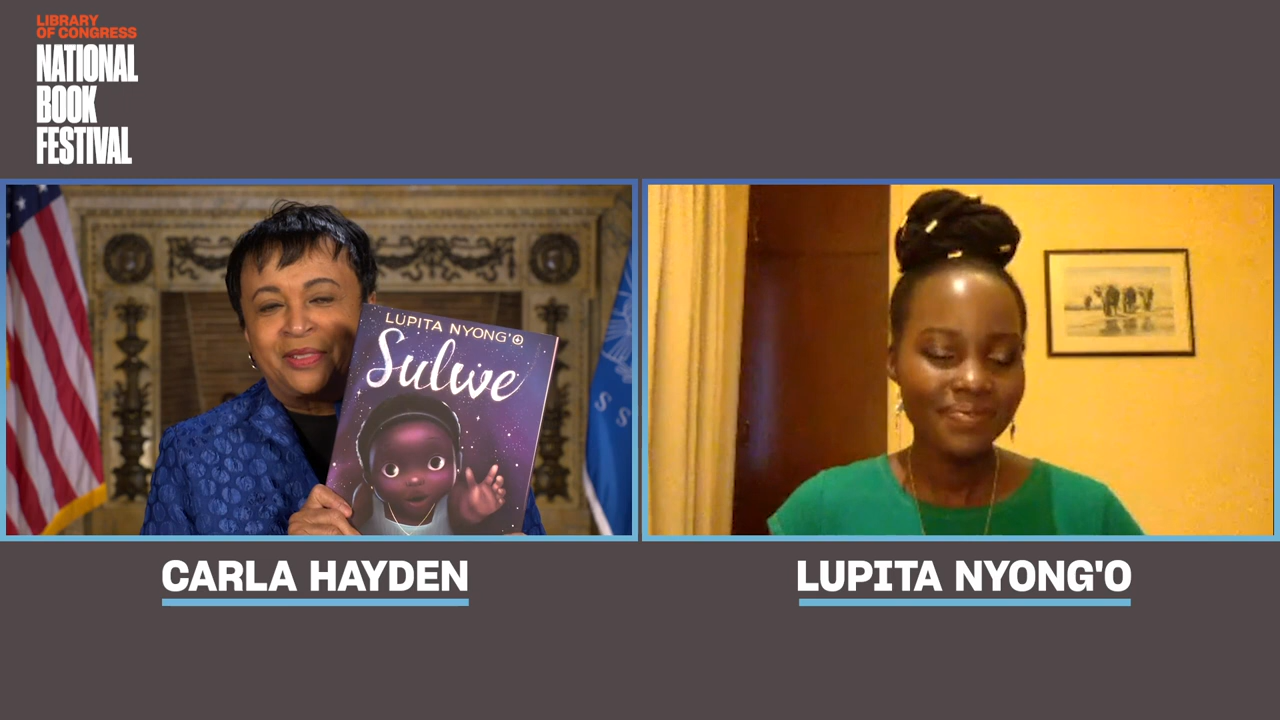 LIBRARY
OF CONGRESS
NATIONAL
BOOK
FESTIVAL
LUPITA NYONG'O
Sulwe
S S
CARLA HAYDEN
LUPITA NYONG'O